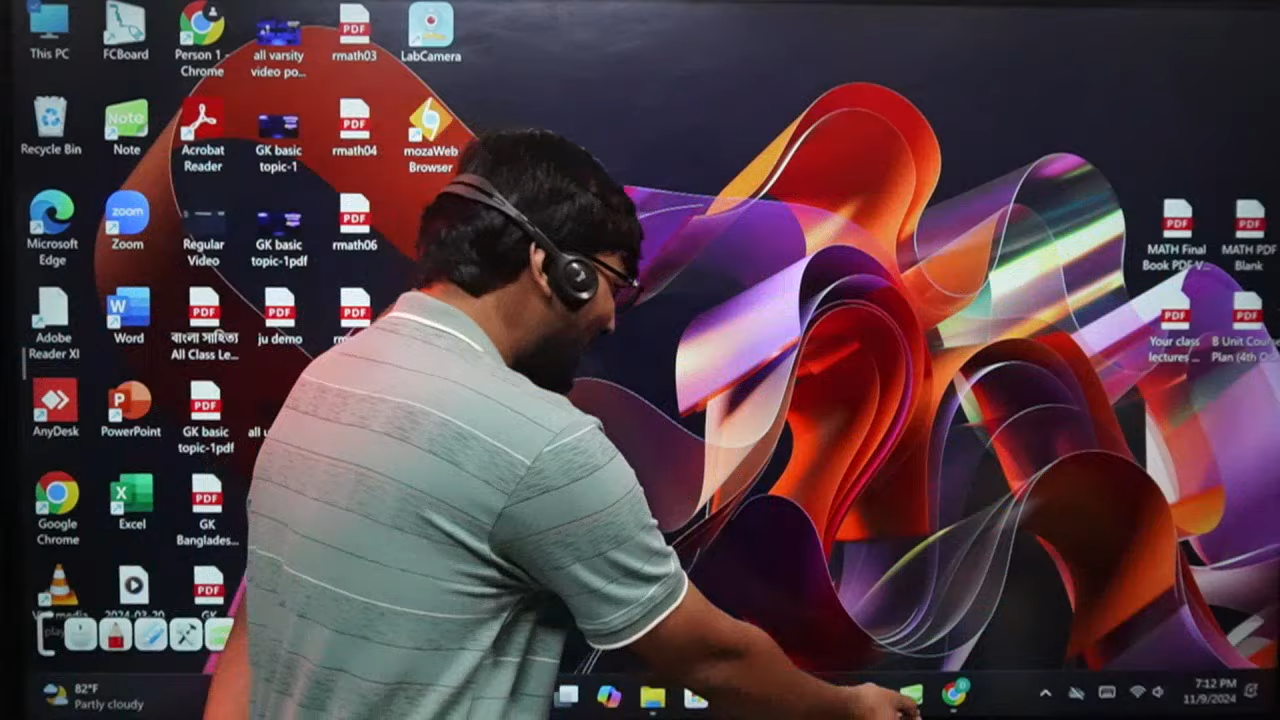 This PC
FCBoard
Person 1 -
Chrome
all varsity
video po...
PDF
rmath03
LabCamera
Recycle Bin
Note
Note
Acrobat
Reader
GK basic
topic-1
PDF
rmath04
mozaWeb
Browser
Microsoft
Edge
zoom
Zoom
Regular
Video
GK basic
topic-1pdf
PDF
rmath06
PDF
MATH Final
Book PDF V...
PDF
MATH PDF
Blank
Adobe
Reader XI
W
Word
PDF
বাংলা সাহিত্য
All Class Le...
PDF
ju demo
PDF
PDF
Your class
lectures ...
PDF
B Unit Cour
Plan (4th O
AnyDesk
P
PowerPoint
PDF
GK basic
topic-1pdf
Google
Chrome
X
Excel
PDF
GK
Banglades...
PDF
GK
82°F
Partly cloudy
7:12 PM
11/9/2024